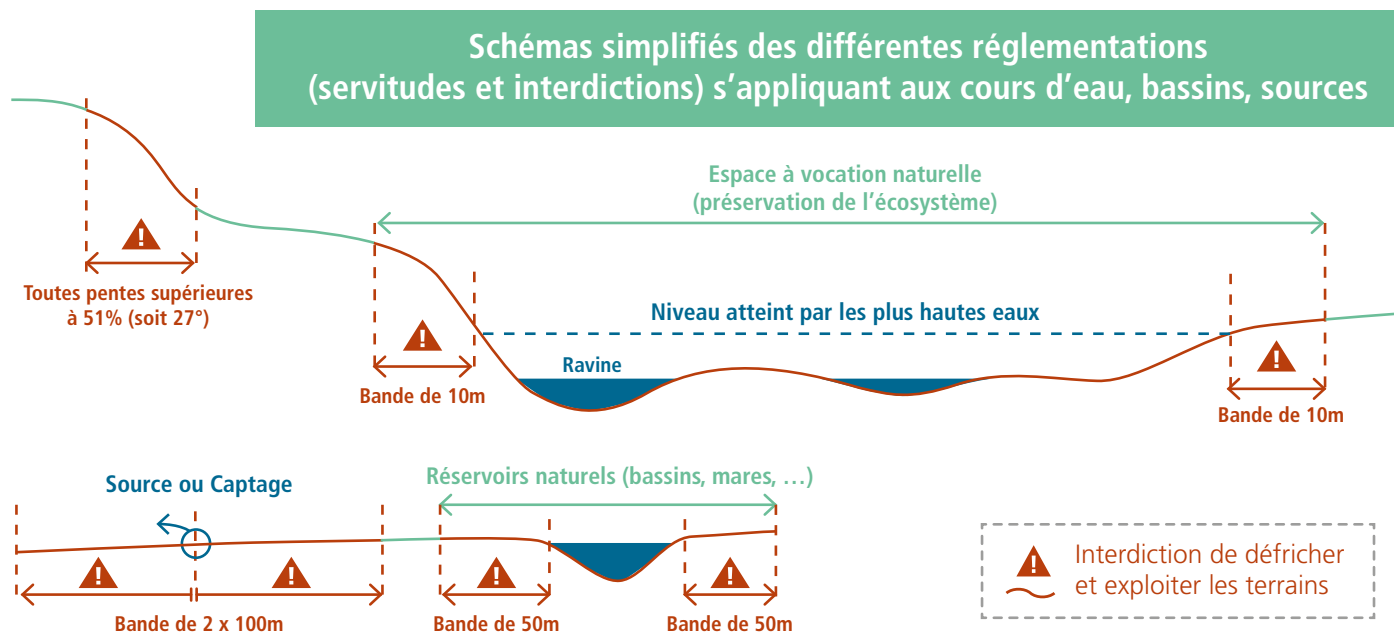 Schémas simplifiés des différentes réglementations
(servitudes et interdictions) s’appliquant aux cours d’eau, bassins, sources
Espace à vocation naturelle
(préservation de l’écosystème)
!
Toutes pentes supérieures
à 51% (soit 27°)
Niveau atteint par les plus hautes eaux
!
Ravine
!
Bande de 10m
Bande de 10m
Source ou Captage
Réservoirs naturels (bassins, mares, …)
!
!
!
!
Bande de 2 x 100m
Bande de 50m
Bande de 50m
!
Interdiction de défricher
et exploiter les terrains